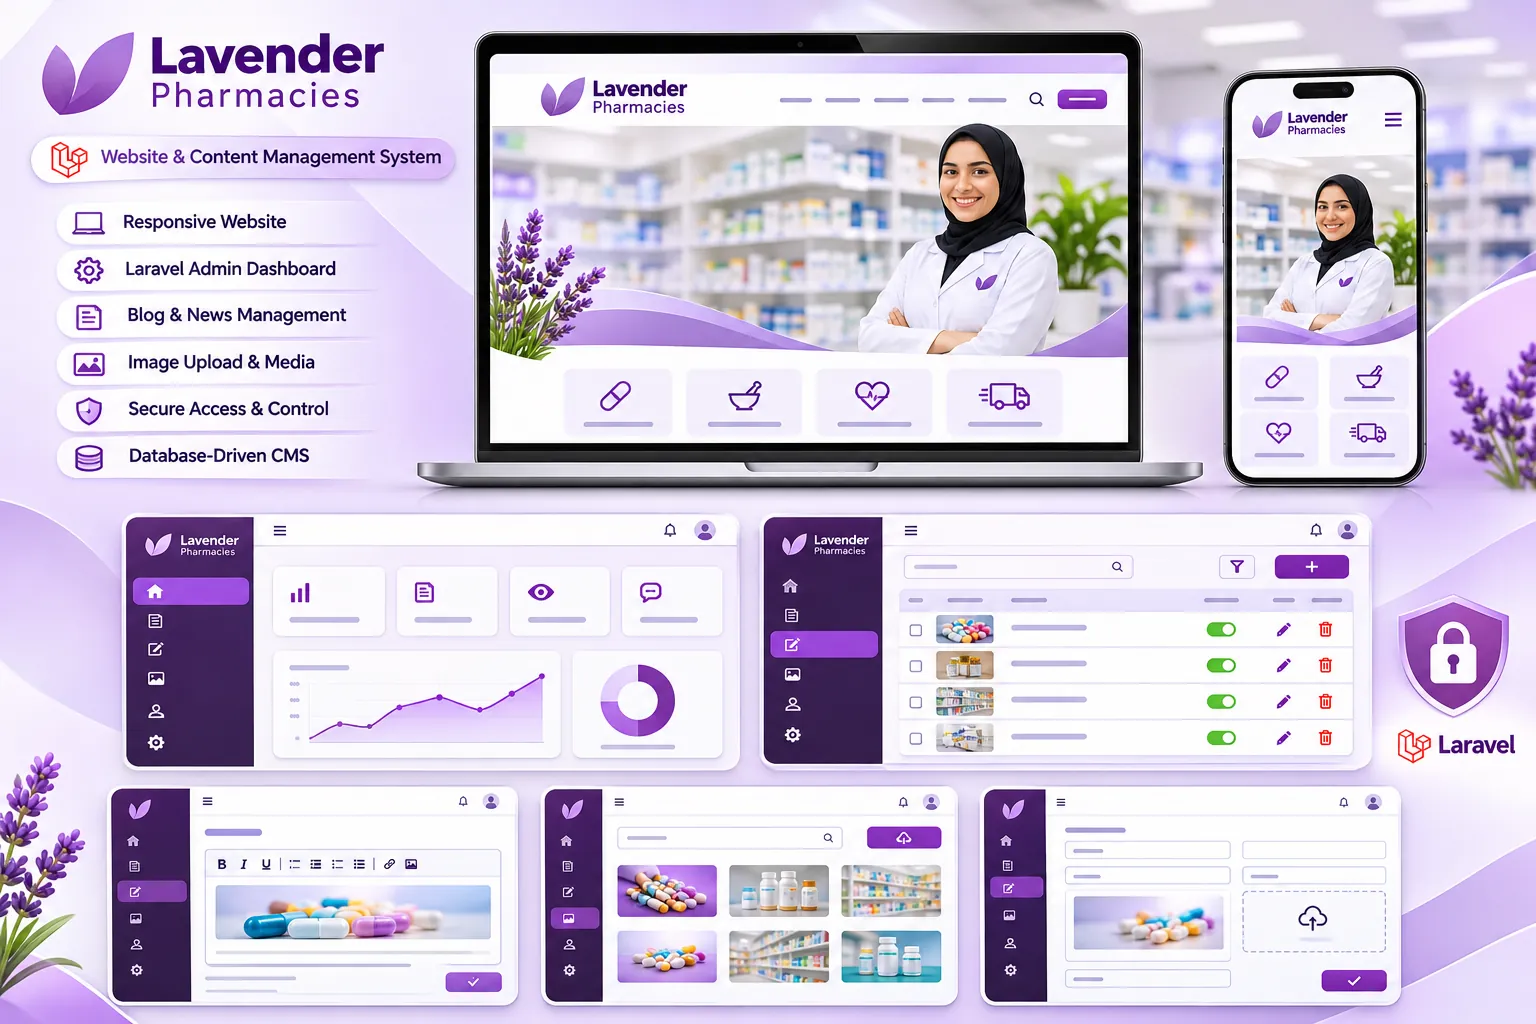 Lavender
Pharmacies
Website & Content Management System
Responsive Website
Laravel Admin Dashboard
Blog & News Management
Image Upload & Media
Secure Access & Control
Database-Driven CMS
Lavender
Pharmacies
Lavender
Pharmacies
Lavender
Pharmacies
Lavender
Pharmacies
Laravel
B I U